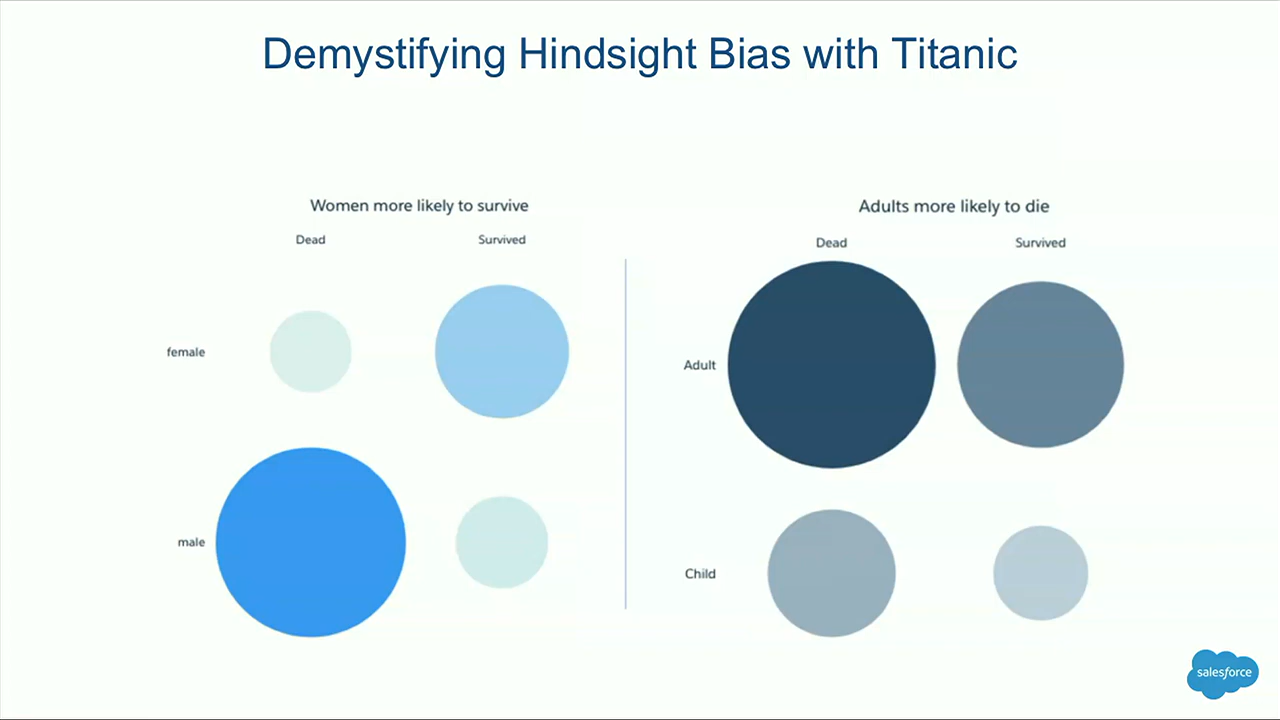 Demystifying Hindsight Bias with Titanic
Women more likely to survive
Dead Survived
female
male
Adults more likely to die
Dead Survived
Adult
Child
salesforce